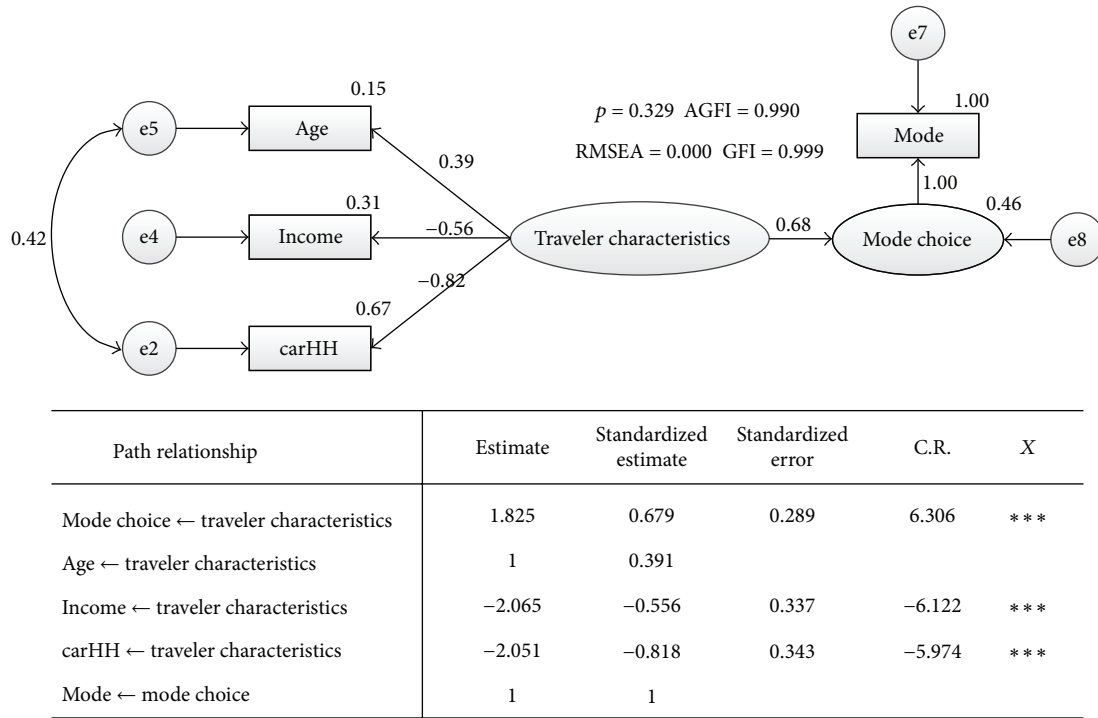 e7
0.15
1.00
e5
Age
p = 0.329 AGFI = 0.990
Mode
0.39
RMSEA = 0.000 GFI = 0.999
1.00
0.31
0.46
0.42
e4
Income
−0.56
Traveler characteristics
0.68
Mode choice
e8
−0.82
0.67
e2
carHH
Path relationship Estimate Standardized estimate Standardized error C.R. X
Mode choice ← traveler characteristics 1.825 0.679 0.289 6.306 ∗∗∗
Age ← traveler characteristics 1 0.391
Income ← traveler characteristics −2.065 −0.556 0.337 −6.122 ∗∗∗
carHH ← traveler characteristics −2.051 −0.818 0.343 −5.974 ∗∗∗
Mode ← mode choice 1 1